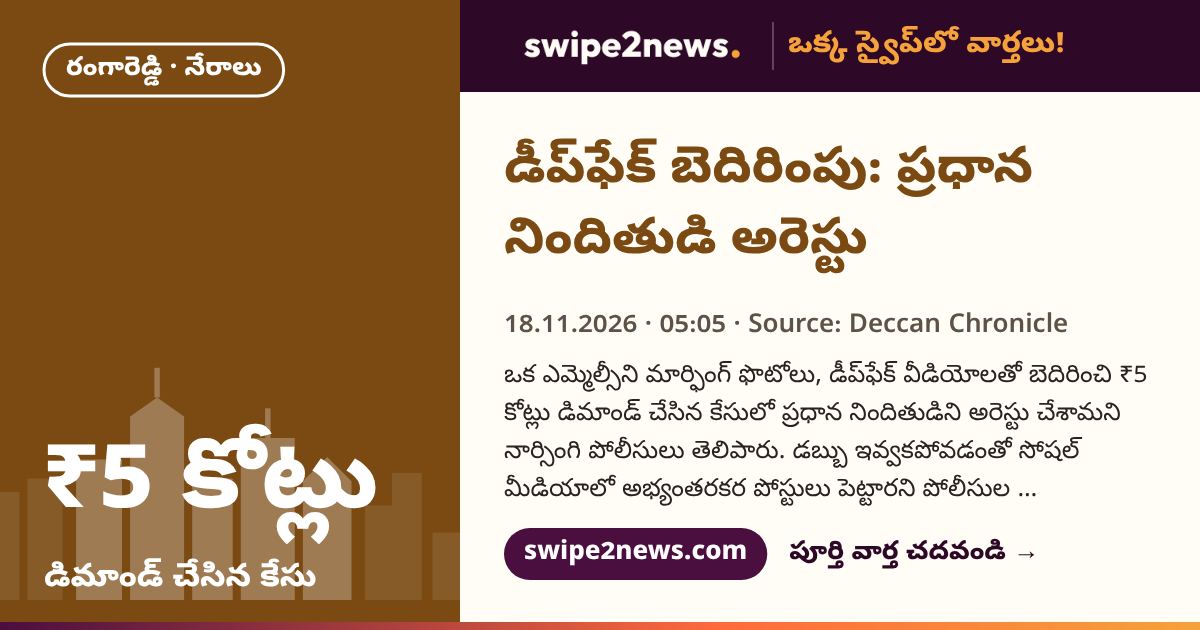 రంగారెడ్డి · నేరాలు
₹5 కోట్లు
డిమాండ్ చేసిన కేసు
swipe2news.
ఒక్క స్వైప్‌లో వార్తలు!
డీప్‌ఫేక్ బెదిరింపు: ప్రధాన
నిందితుడి అరెస్టు
18.11.2026 · 05:05 · Source: Deccan Chronicle
ఒక ఎమ్మెల్సీని మార్ఫింగ్ ఫొటోలు, డీప్‌ఫేక్ వీడియోలతో బెదిరించి ₹5
కోట్లు డిమాండ్ చేసిన కేసులో ప్రధాన నిందితుడిని అరెస్టు చేశామని
నార్సింగి పోలీసులు తెలిపారు. డబ్బు ఇవ్వకపోవడంతో సోషల్
మీడియాలో అభ్యంతరకర పోస్టులు పెట్టారని పోలీసుల ...
swipe2news.com
పూర్తి వార్త చదవండి →